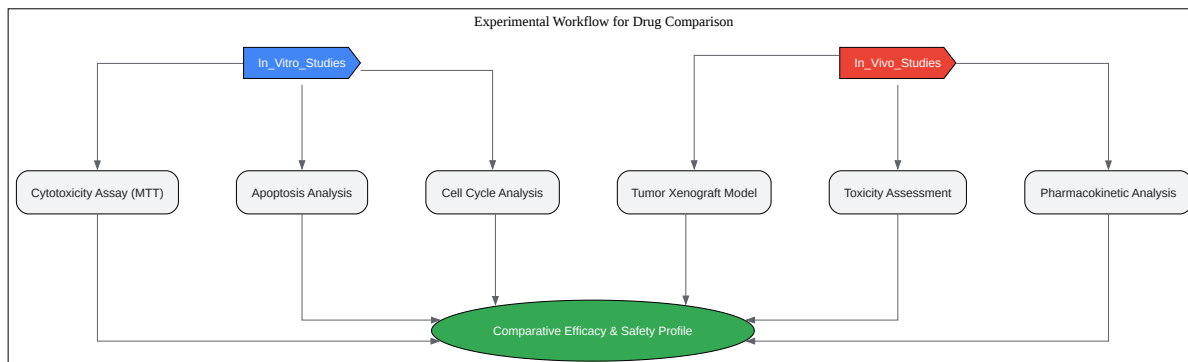 Experimental Workflow for Drug Comparison
In_Vitro_Studies
In_Vivo_Studies
Cytotoxicity Assay (MTT)
Apoptosis Analysis
Cell Cycle Analysis
Tumor Xenograft Model
Toxicity Assessment
Pharmacokinetic Analysis
Comparative Efficacy & Safety Profile